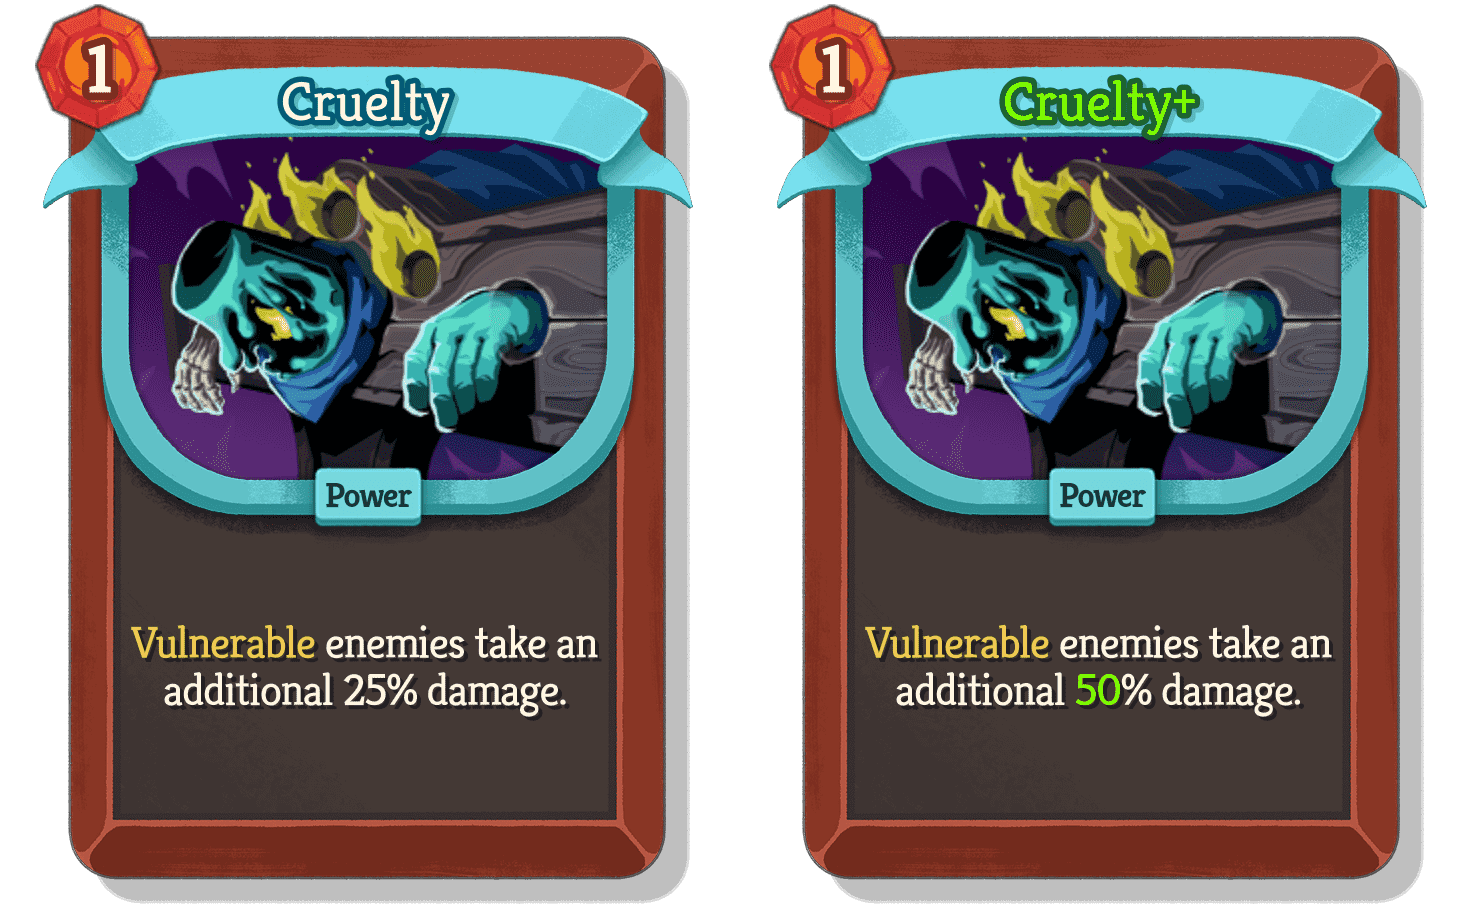 1
Cruelty
Power
Vulnerable enemies take an
additional 25% damage.
1
Cruelty+
Power
Vulnerable enemies take an
additional 50% damage.